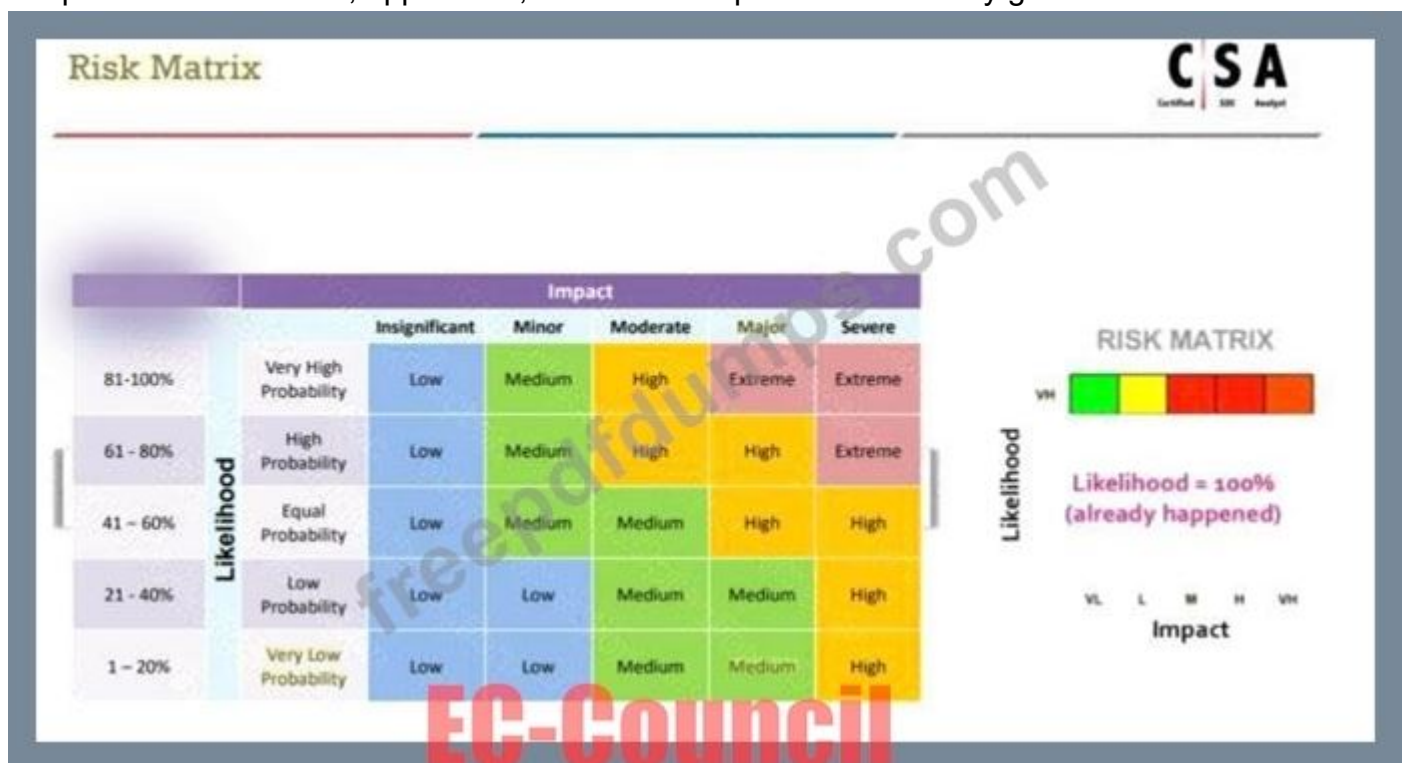 Risk Matrix
CSA
Certified SOC Analyst
Impact
Insignificant Minor Moderate Major Severe
81-100% Very High Probability Low Medium High Extreme Extreme
61 - 80% High Probability Low Medium High High Extreme
41 – 60% Equal Probability Low Medium Medium High High
21 - 40% Low Probability Low Low Medium Medium High
1 – 20% Very Low Probability Low Low Medium Medium High
Likelihood
RISK MATRIX
VH
Likelihood
Likelihood = 100%
(already happened)
VL L M H VH
Impact
freepdfdumps.com
EC-Council